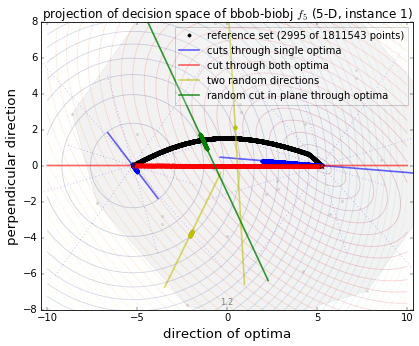 projection of decision space of bbob-biobj f₅ (5-D, instance 1)
reference set (2995 of 1811543 points)
cuts through single optima
cut through both optima
two random directions
random cut in plane through optima
perpendicular direction
8
6
4
2
0
−2
−4
−6
−8
1.2
−10
−5
0
5
10
direction of optima